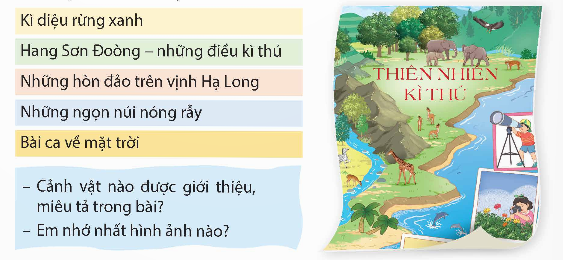 Kì diệu rừng xanh
Hang Sơn Đoòng – những điều kì thú
Những hòn đảo trên vịnh Hạ Long
Những ngọn núi nóng rẫy
Bài ca về mặt trời
– Cảnh vật nào được giới thiệu,
miêu tả trong bài?
– Em nhớ nhất hình ảnh nào?
THIÊN NHIÊN
KÌ THÚ